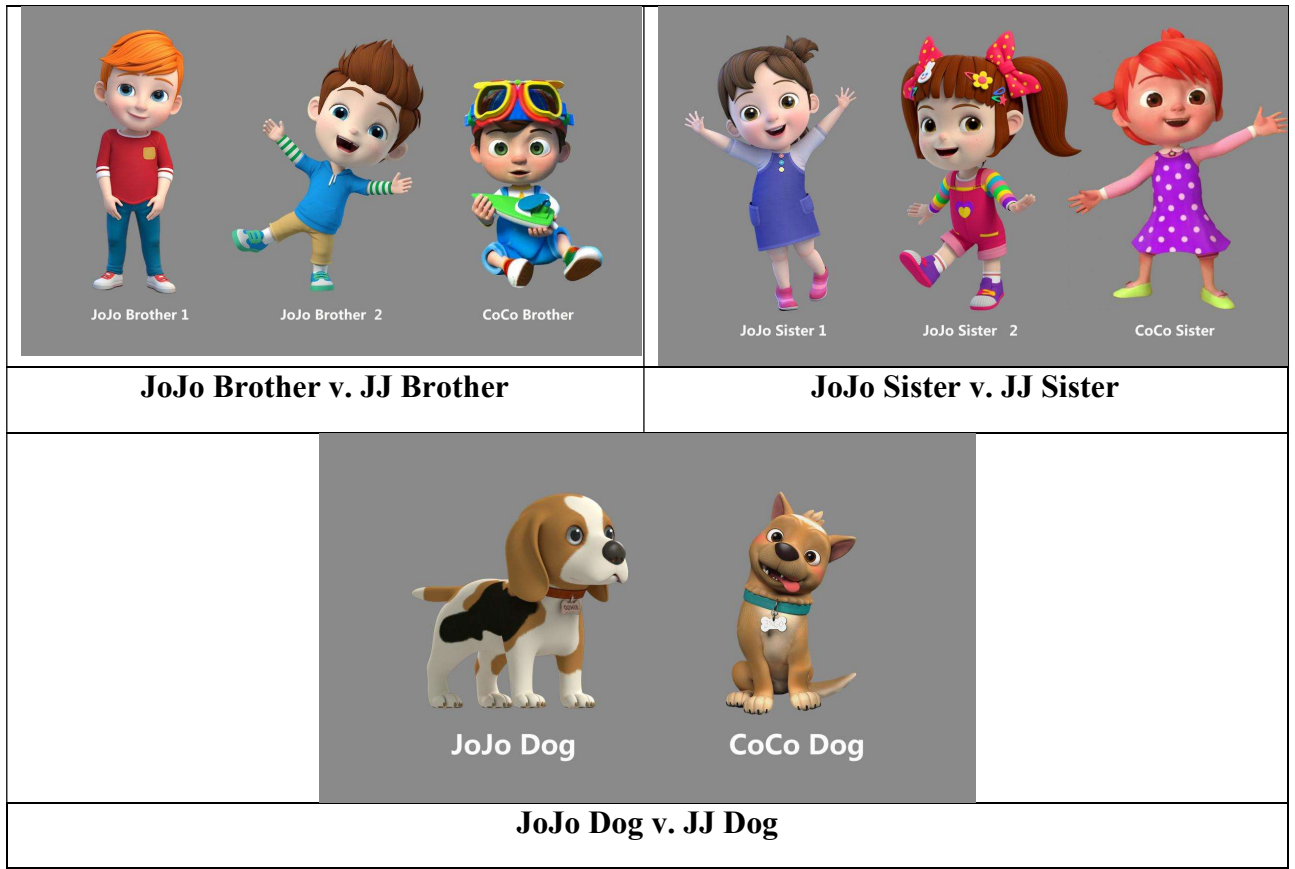 JoJo Brother 1 JoJo Brother 2 CoCo Brother
JoJo Sister 1 JoJo Sister 2 CoCo Sister
JoJo Brother v. JJ Brother
JoJo Sister v. JJ Sister
JoJo Dog CoCo Dog
JoJo Dog v. JJ Dog